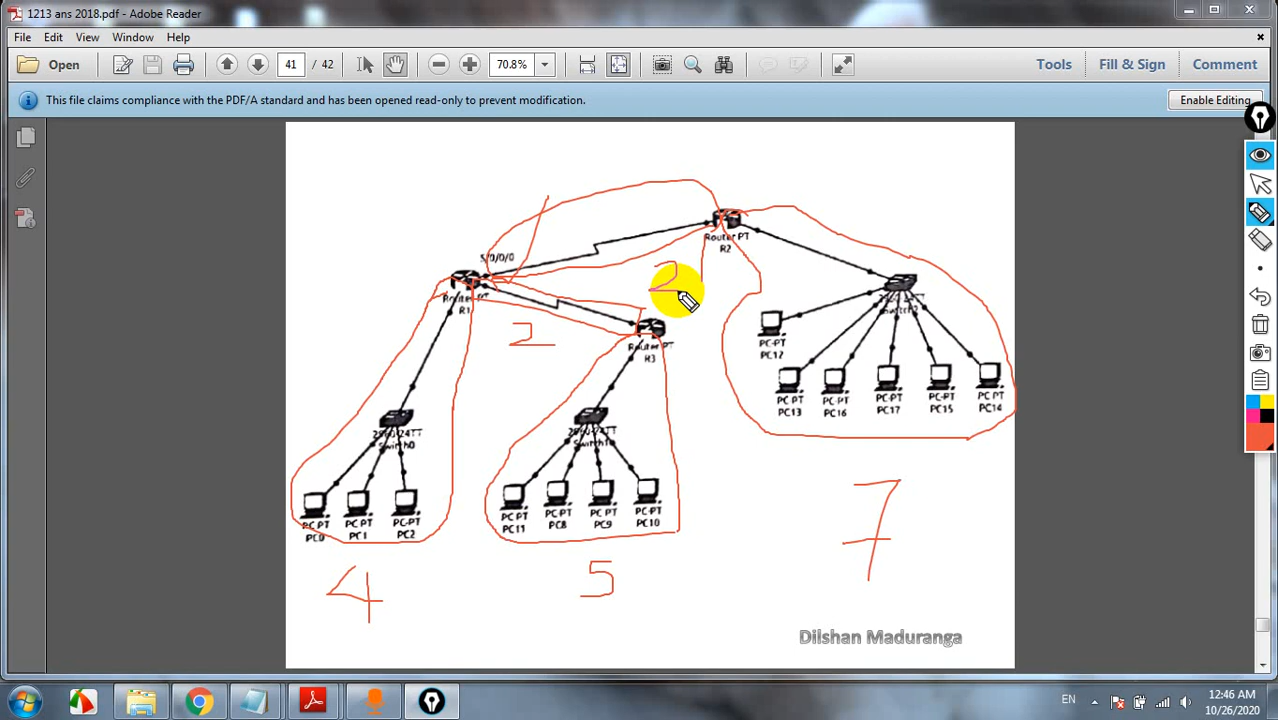 1213 ans 2018.pdf - Adobe Reader
File Edit View Window Help
Open 41 / 42 70.8% Tools Fill & Sign Comment
This file claims compliance with the PDF/A standard and has been opened read-only to prevent modification. Enable Editing
Router PT
R2
S/0/0/0
R1
2
2
Router PT
R3
PC-PT
PC12
PC PT
PC13
PC-PT
PC16
PC-PT
PC17
PC-PT
PC15
PC-PT
PC14
Switch0
Switch1
PC PT
PC0
PC PT
PC1
PC-PT
PC2
PC PT
PC11
PC PT
PC8
PC PT
PC9
PC-PT
PC10
4
5
7
Dilshan Maduranga
EN
12:46 AM
10/26/2020